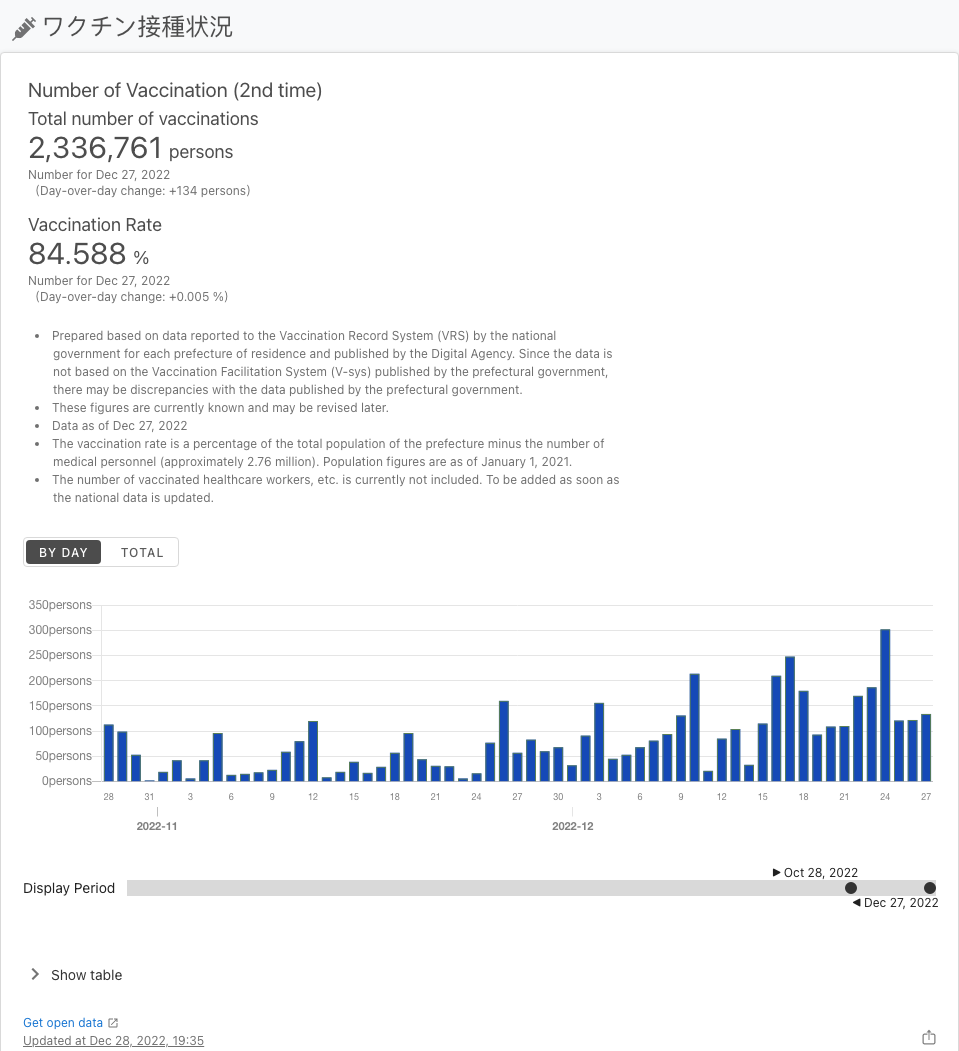 ワクチン接種状況
Number of Vaccination (2nd time)
Total number of vaccinations
2,336,761 persons
Number for Dec 27, 2022
(Day-over-day change: +134 persons)
Vaccination Rate
84.588 %
Number for Dec 27, 2022
(Day-over-day change: +0.005 %)
• Prepared based on data reported to the Vaccination Record System (VRS) by the national
government for each prefecture of residence and published by the Digital Agency. Since the data is
not based on the Vaccination Facilitation System (V-sys) published by the prefectural government,
there may be discrepancies with the data published by the prefectural government.
• These figures are currently known and may be revised later.
• Data as of Dec 27, 2022
• The vaccination rate is a percentage of the total population of the prefecture minus the number of
medical personnel (approximately 2.76 million). Population figures are as of January 1, 2021.
• The number of vaccinated healthcare workers, etc. is currently not included. To be added as soon as
the national data is updated.
BY DAY TOTAL
350persons
300persons
250persons
200persons
150persons
100persons
50persons
0persons
28 31 3 6 9 12 15 18 21 24 27 30 3 6 9 12 15 18 21 24 27
2022-11 2022-12
Oct 28, 2022
Display Period
Dec 27, 2022
Show table
Get open data
Updated at Dec 28, 2022, 19:35